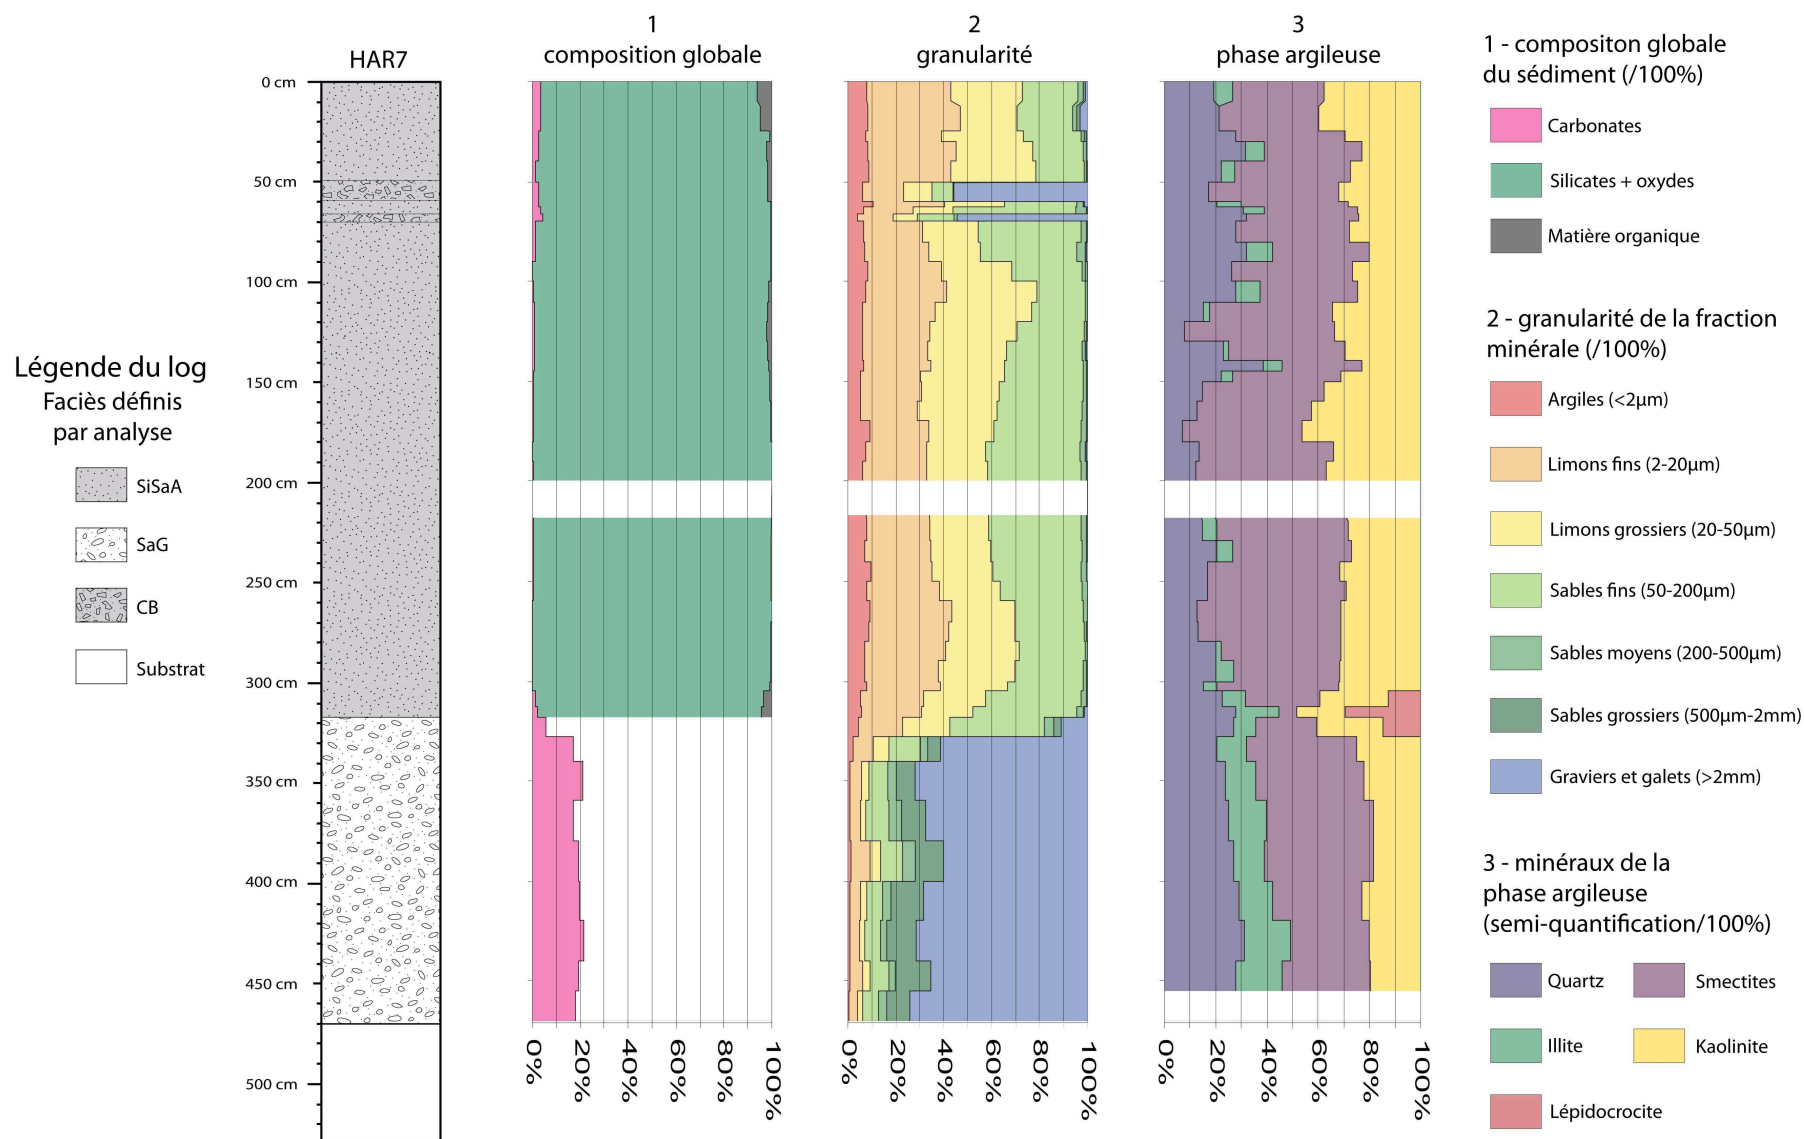 1
composition globale
2
granularité
3
phase argileuse
HAR7
0 cm
50 cm
100 cm
150 cm
200 cm
250 cm
300 cm
350 cm
400 cm
450 cm
500 cm
Légende du log
Faciès définis
par analyse
SiSaA
SaG
CB
Substrat
0%
20%
40%
60%
80%
100%
0%
20%
40%
60%
80%
100%
0%
20%
40%
60%
80%
100%
1 - compositon globale
du sédiment (/100%)
Carbonates
Silicates + oxydes
Matière organique
2 - granularité de la fraction
minérale (/100%)
Argiles (<2µm)
Limons fins (2-20µm)
Limons grossiers (20-50µm)
Sables fins (50-200µm)
Sables moyens (200-500µm)
Sables grossiers (500µm-2mm)
Graviers et galets (>2mm)
3 - minéraux de la
phase argileuse
(semi-quantification/100%)
Quartz
Smectites
Illite
Kaolinite
Lépidocrocite